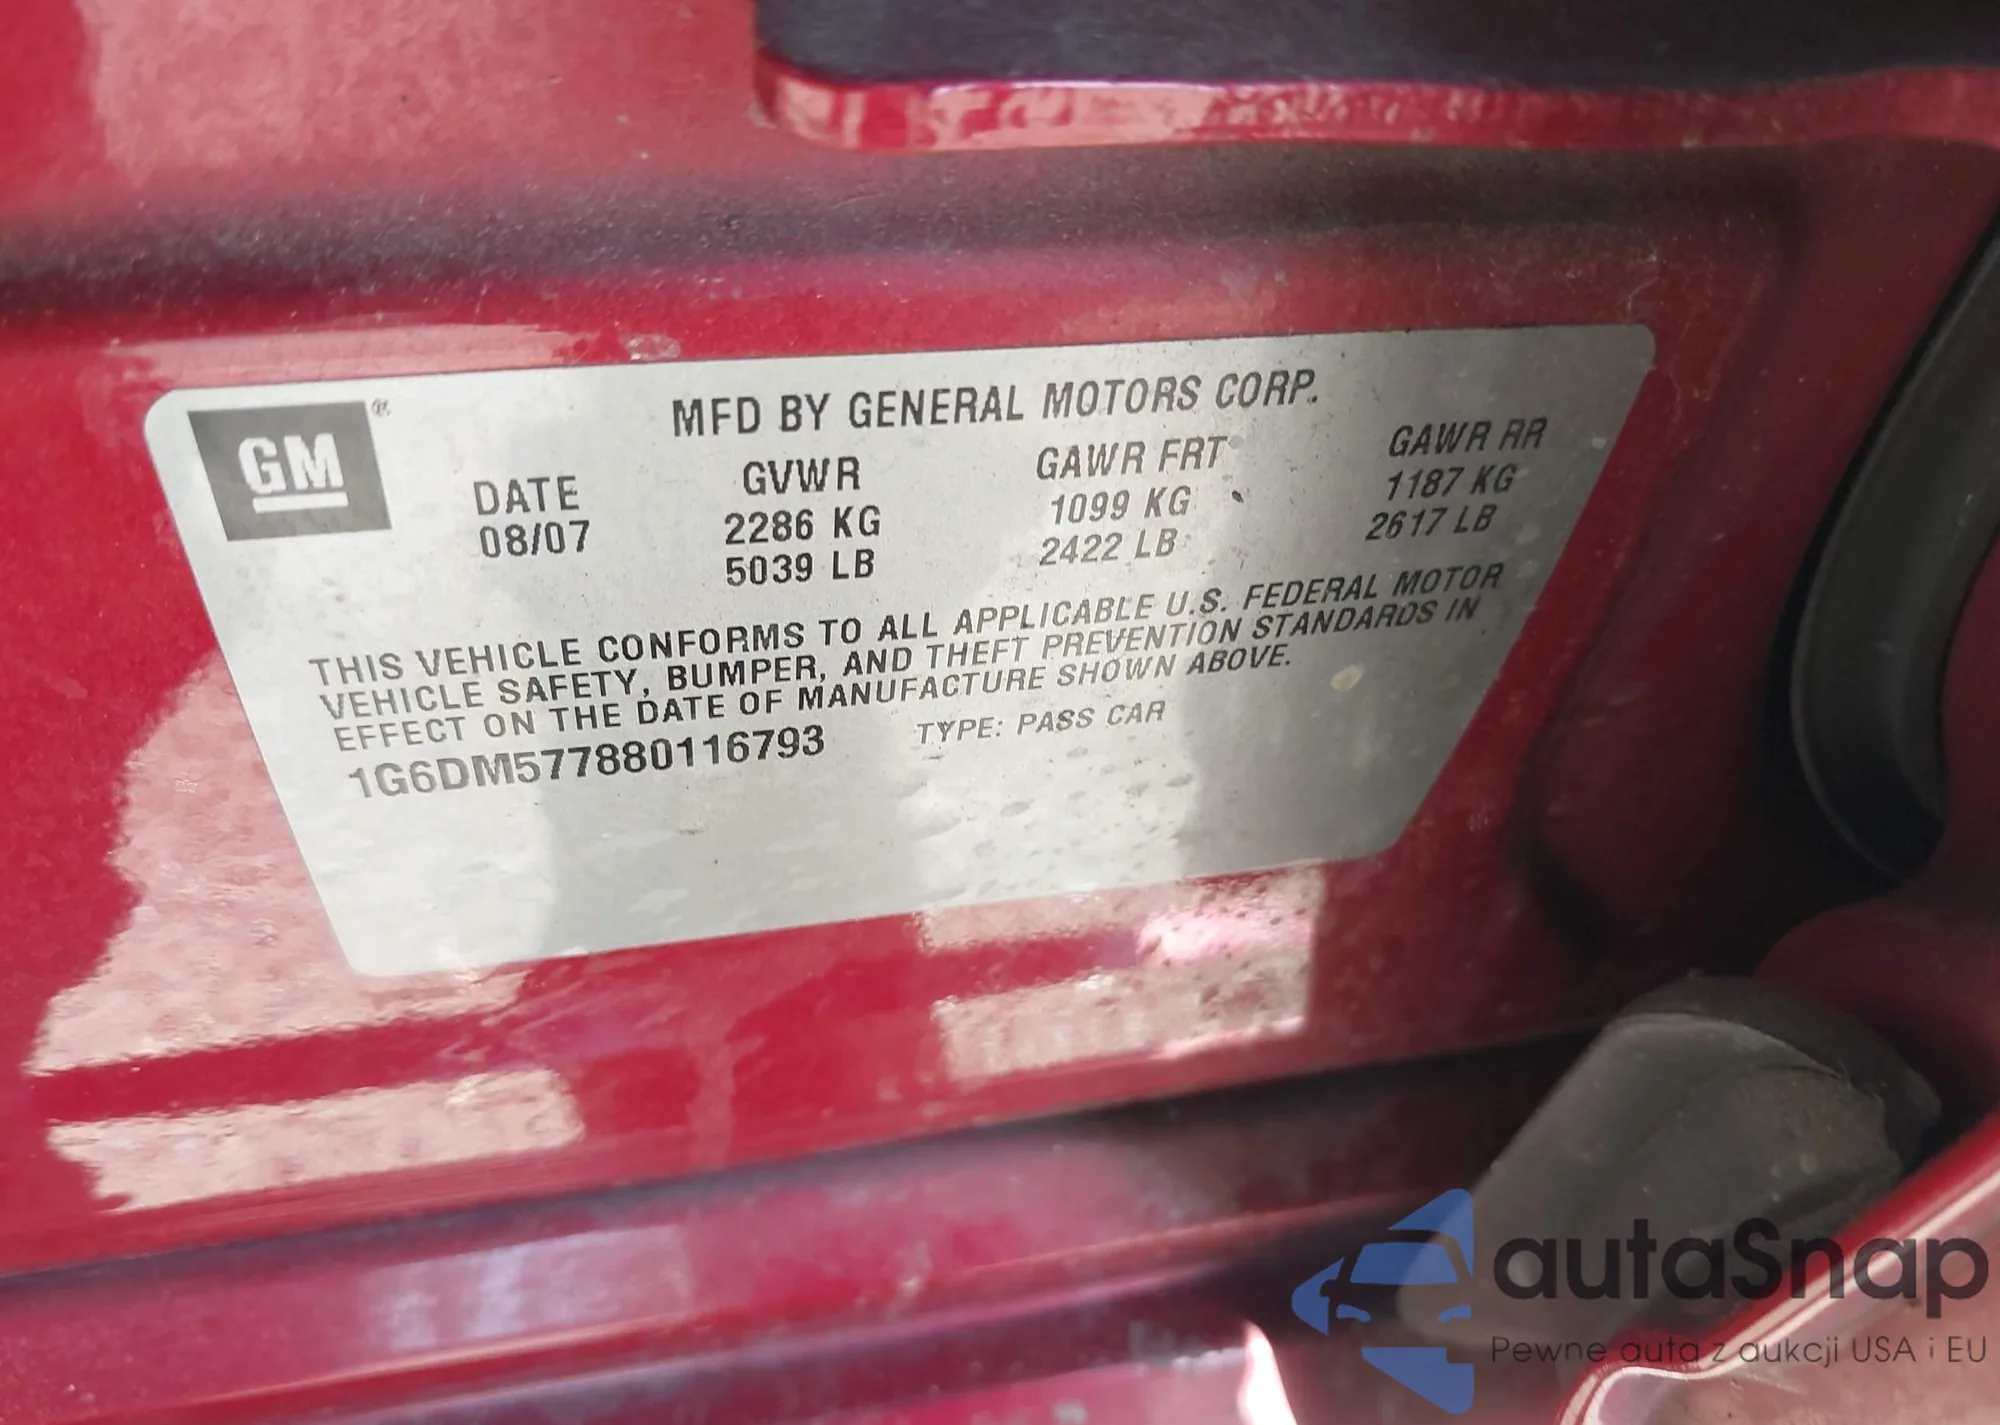 GM ®
MFD BY GENERAL MOTORS CORP.
DATE GVWR GAWR FRT GAWR RR
08/07 2286 KG 1099 KG 1187 KG
5039 LB 2422 LB 2617 LB
THIS VEHICLE CONFORMS TO ALL APPLICABLE U.S. FEDERAL MOTOR
VEHICLE SAFETY, BUMPER, AND THEFT PREVENTION STANDARDS IN
EFFECT ON THE DATE OF MANUFACTURE SHOWN ABOVE.
1G6DM577880116793 TYPE: PASS CAR
autaSnap
Pewne auta z aukcji USA i EU